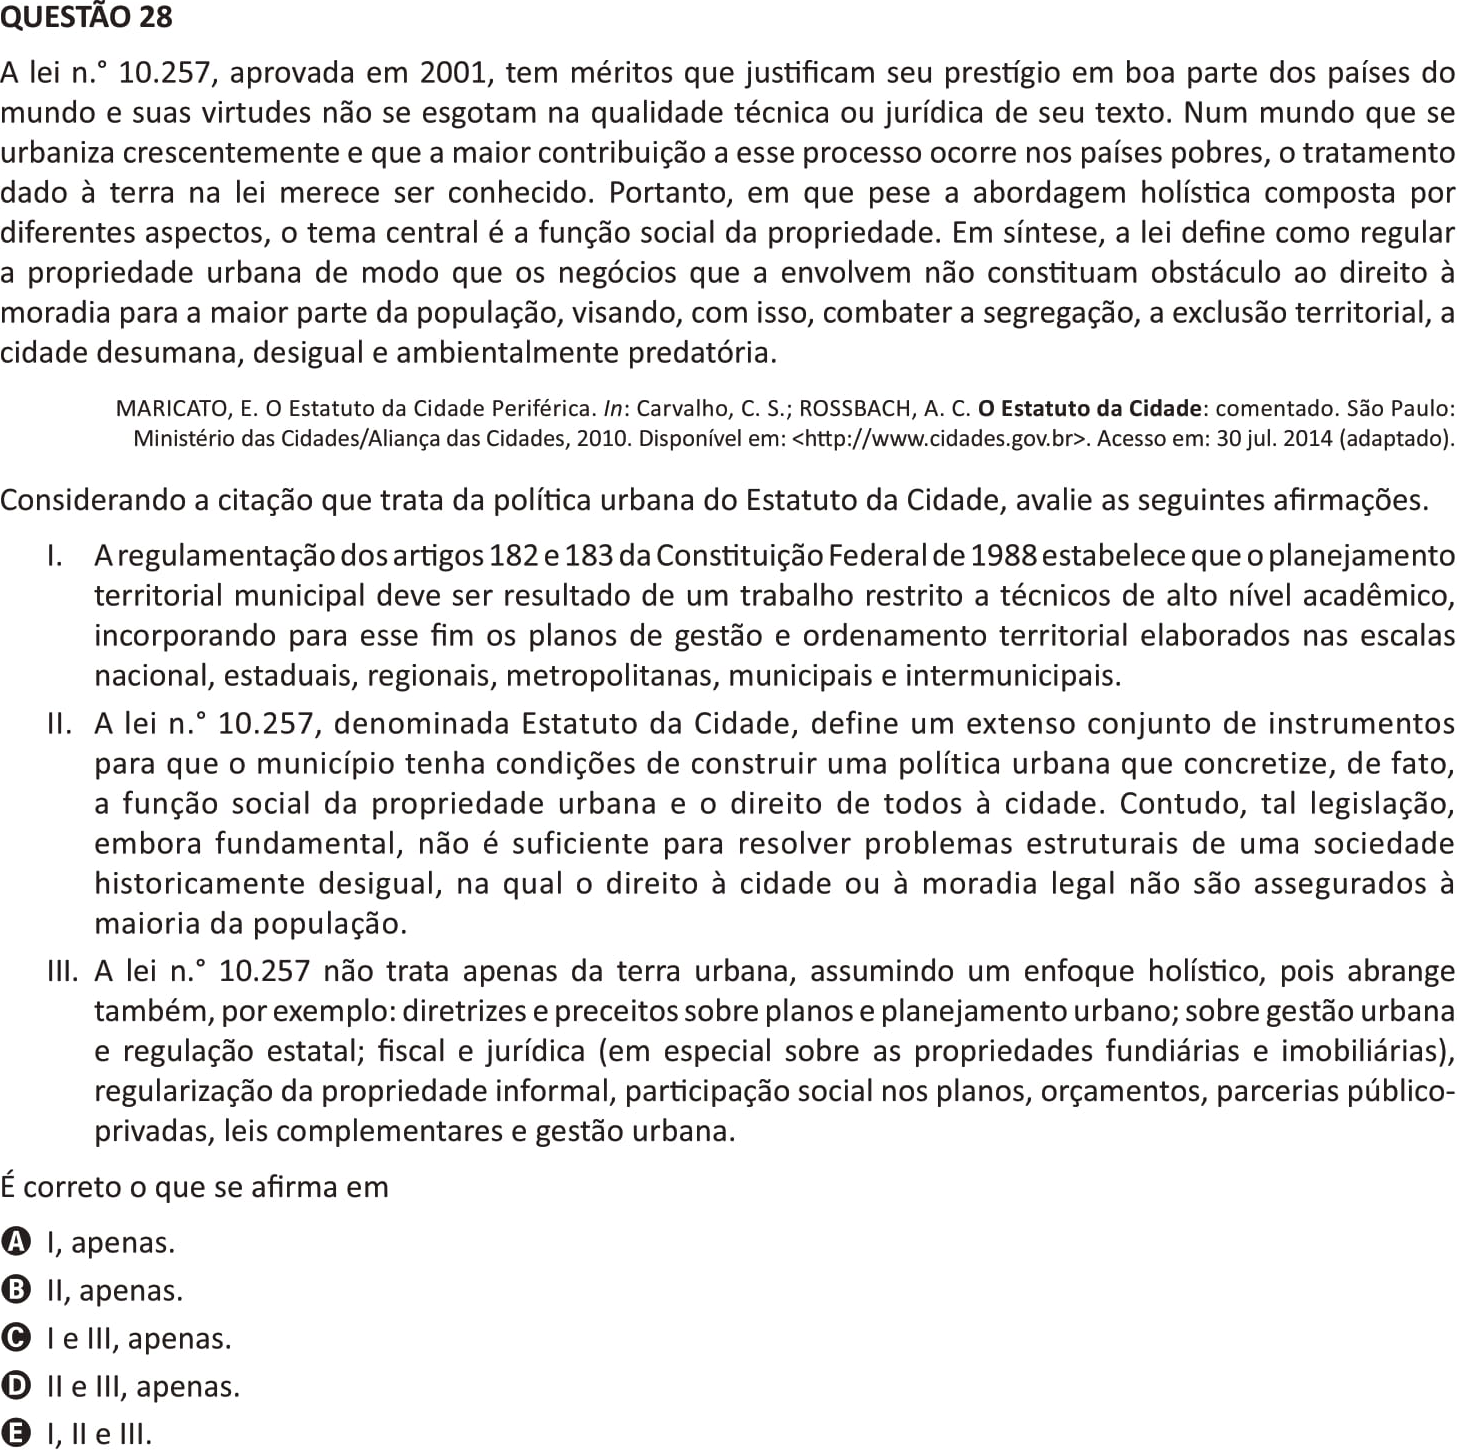 QUESTÃO 28
A lei n.° 10.257, aprovada em 2001, tem méritos que justificam seu prestígio em boa parte dos países do
mundo e suas virtudes não se esgotam na qualidade técnica ou jurídica de seu texto. Num mundo que se
urbaniza crescentemente e que a maior contribuição a esse processo ocorre nos países pobres, o tratamento
dado à terra na lei merece ser conhecido. Portanto, em que pese a abordagem holística composta por
diferentes aspectos, o tema central é a função social da propriedade. Em síntese, a lei define como regular
a propriedade urbana de modo que os negócios que a envolvem não constituam obstáculo ao direito à
moradia para a maior parte da população, visando, com isso, combater a segregação, a exclusão territorial, a
cidade desumana, desigual e ambientalmente predatória.
MARICATO, E. O Estatuto da Cidade Periférica. In: Carvalho, C. S.; ROSSBACH, A. C. O Estatuto da Cidade: comentado. São Paulo:
Ministério das Cidades/Aliança das Cidades, 2010. Disponível em: <http://www.cidades.gov.br>. Acesso em: 30 jul. 2014 (adaptado).
Considerando a citação que trata da política urbana do Estatuto da Cidade, avalie as seguintes afirmações.
I. A regulamentação dos artigos 182 e 183 da Constituição Federal de 1988 estabelece que o planejamento
territorial municipal deve ser resultado de um trabalho restrito a técnicos de alto nível acadêmico,
incorporando para esse fim os planos de gestão e ordenamento territorial elaborados nas escalas
nacional, estaduais, regionais, metropolitanas, municipais e intermunicipais.
II. A lei n.° 10.257, denominada Estatuto da Cidade, define um extenso conjunto de instrumentos
para que o município tenha condições de construir uma política urbana que concretize, de fato,
a função social da propriedade urbana e o direito de todos à cidade. Contudo, tal legislação,
embora fundamental, não é suficiente para resolver problemas estruturais de uma sociedade
historicamente desigual, na qual o direito à cidade ou à moradia legal não são assegurados à
maioria da população.
III. A lei n.° 10.257 não trata apenas da terra urbana, assumindo um enfoque holístico, pois abrange
também, por exemplo: diretrizes e preceitos sobre planos e planejamento urbano; sobre gestão urbana
e regulação estatal; fiscal e jurídica (em especial sobre as propriedades fundiárias e imobiliárias),
regularização da propriedade informal, participação social nos planos, orçamentos, parcerias público-
privadas, leis complementares e gestão urbana.
É correto o que se afirma em
A I, apenas.
B II, apenas.
C I e III, apenas.
D II e III, apenas.
E I, II e III.